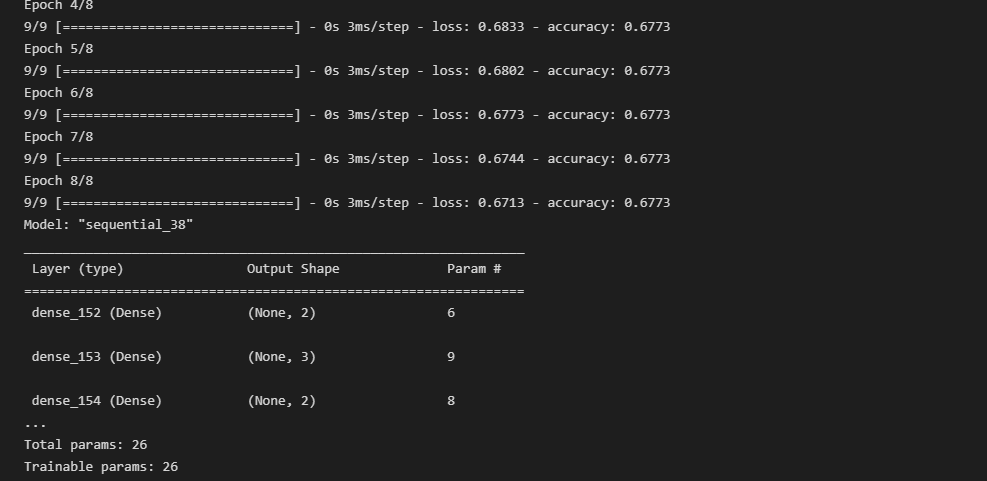 Epoch 4/8
9/9 [==============================] - 0s 3ms/step - loss: 0.6833 - accuracy: 0.6773
Epoch 5/8
9/9 [==============================] - 0s 3ms/step - loss: 0.6802 - accuracy: 0.6773
Epoch 6/8
9/9 [==============================] - 0s 3ms/step - loss: 0.6773 - accuracy: 0.6773
Epoch 7/8
9/9 [==============================] - 0s 3ms/step - loss: 0.6744 - accuracy: 0.6773
Epoch 8/8
9/9 [==============================] - 0s 3ms/step - loss: 0.6713 - accuracy: 0.6773
Model: "sequential_38"
_________________________________________________________________
Layer (type) Output Shape Param #
=================================================================
dense_152 (Dense) (None, 2) 6
dense_153 (Dense) (None, 3) 9
dense_154 (Dense) (None, 2) 8
...
Total params: 26
Trainable params: 26